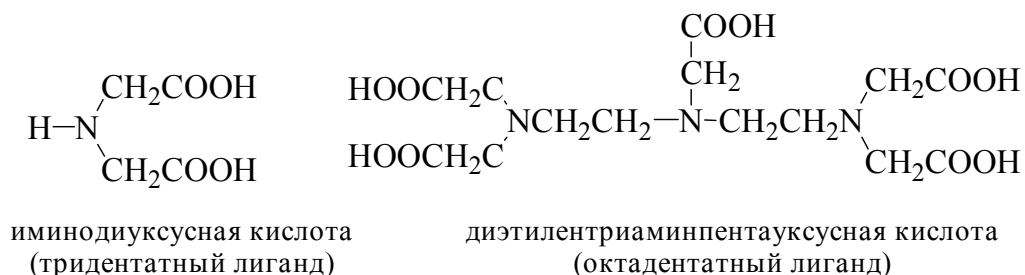 COOH
CH2COOH
CH2
HOOCH2C
CH2COOH
H-N
NCH2CH2-N-CH2CH2N
CH2COOH
HOOCH2C
CH2COOH
иминодиуксусная кислота
диэтилентриаминпентауксусная кислота
(тридентатный лиганд)
(октадентатный лиганд)